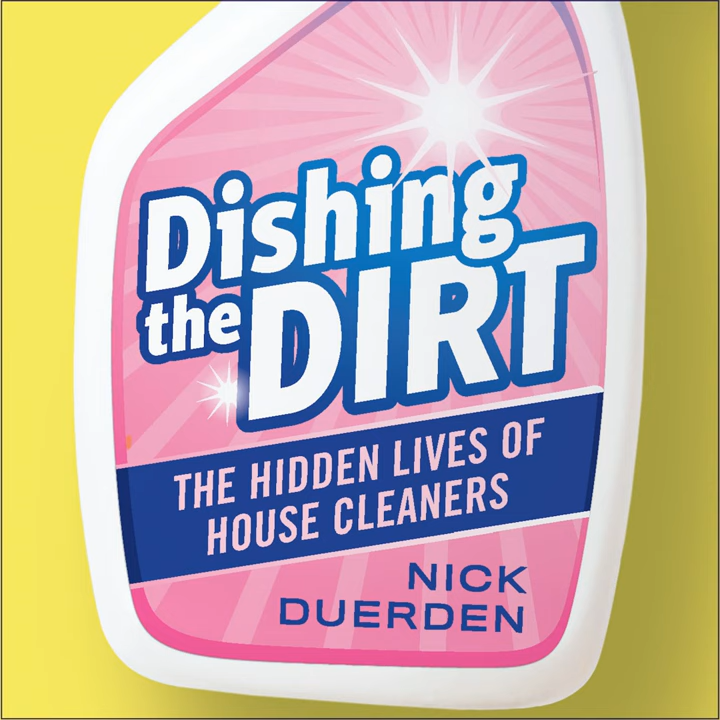 Dishing
the DIRT
THE HIDDEN LIVES OF
HOUSE CLEANERS
NICK
DUERDEN